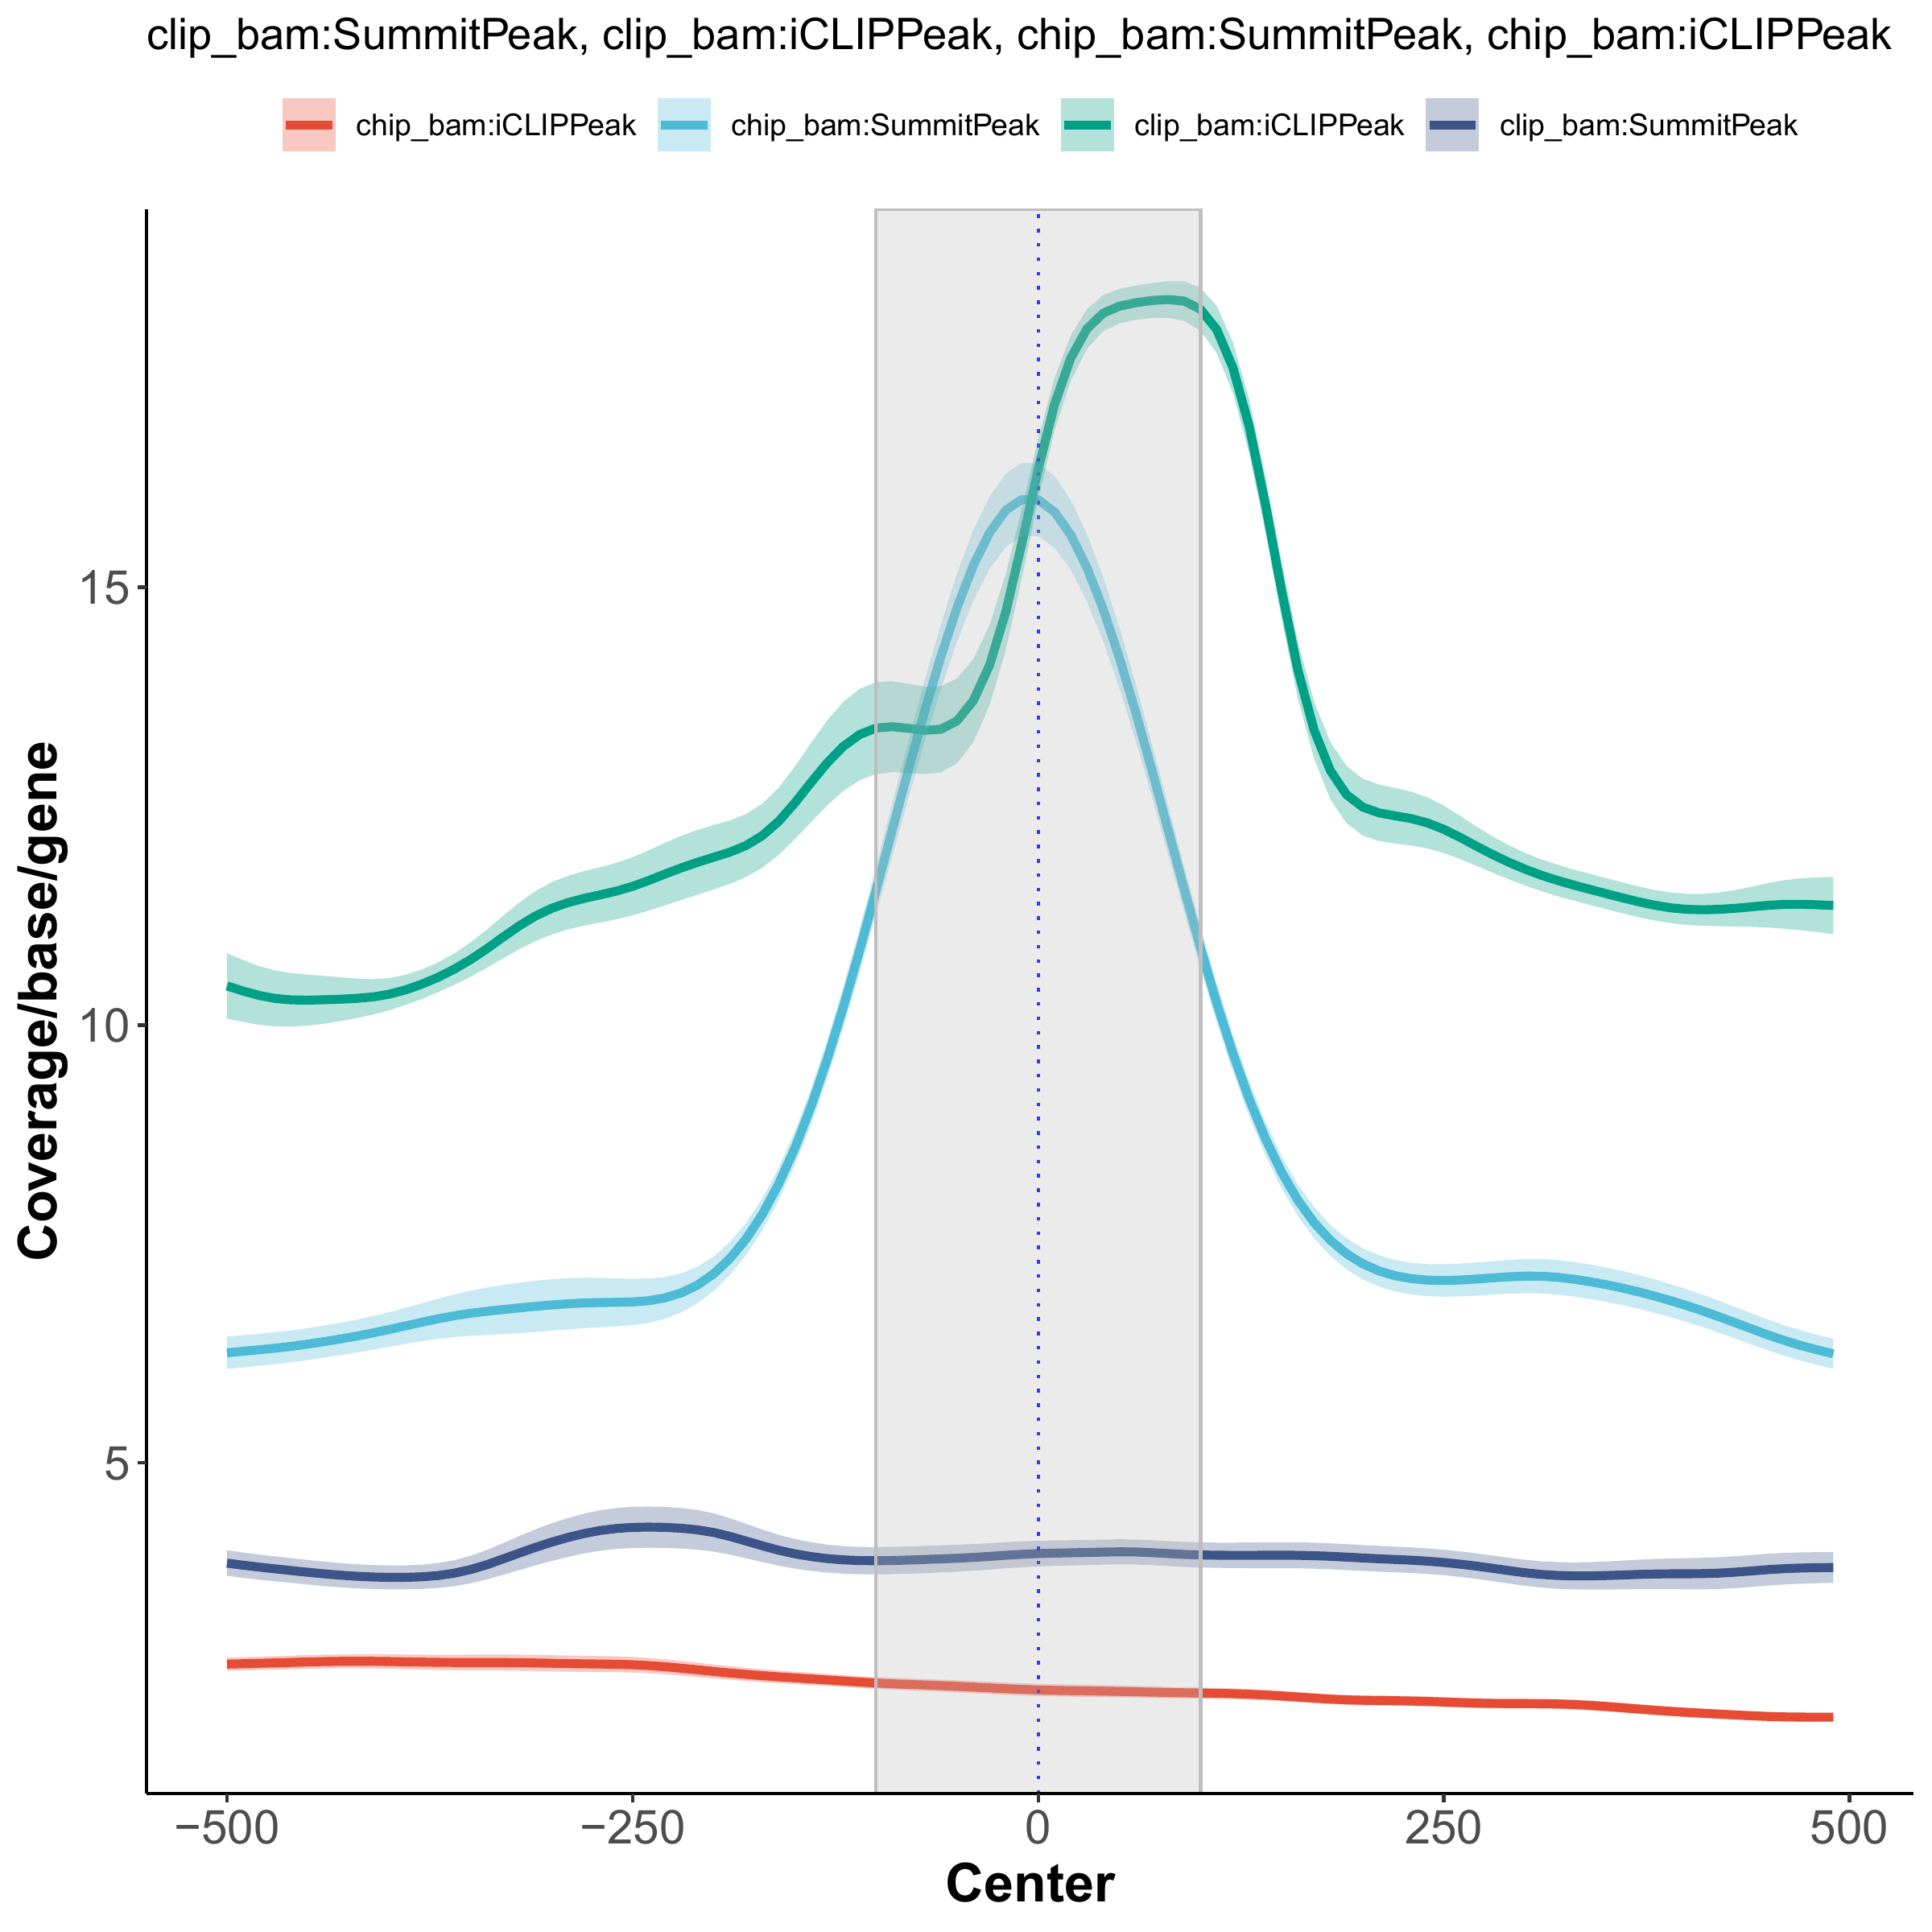 clip_bam:SummitPeak, clip_bam:iCLIPPeak, chip_bam:SummitPeak, chip_bam:iCLIPPeak
chip_bam:iCLIPPeak chip_bam:SummitPeak clip_bam:iCLIPPeak clip_bam:SummitPeak
Coverage/base/gene
15
10
5
−500 −250 0 250 500
Center